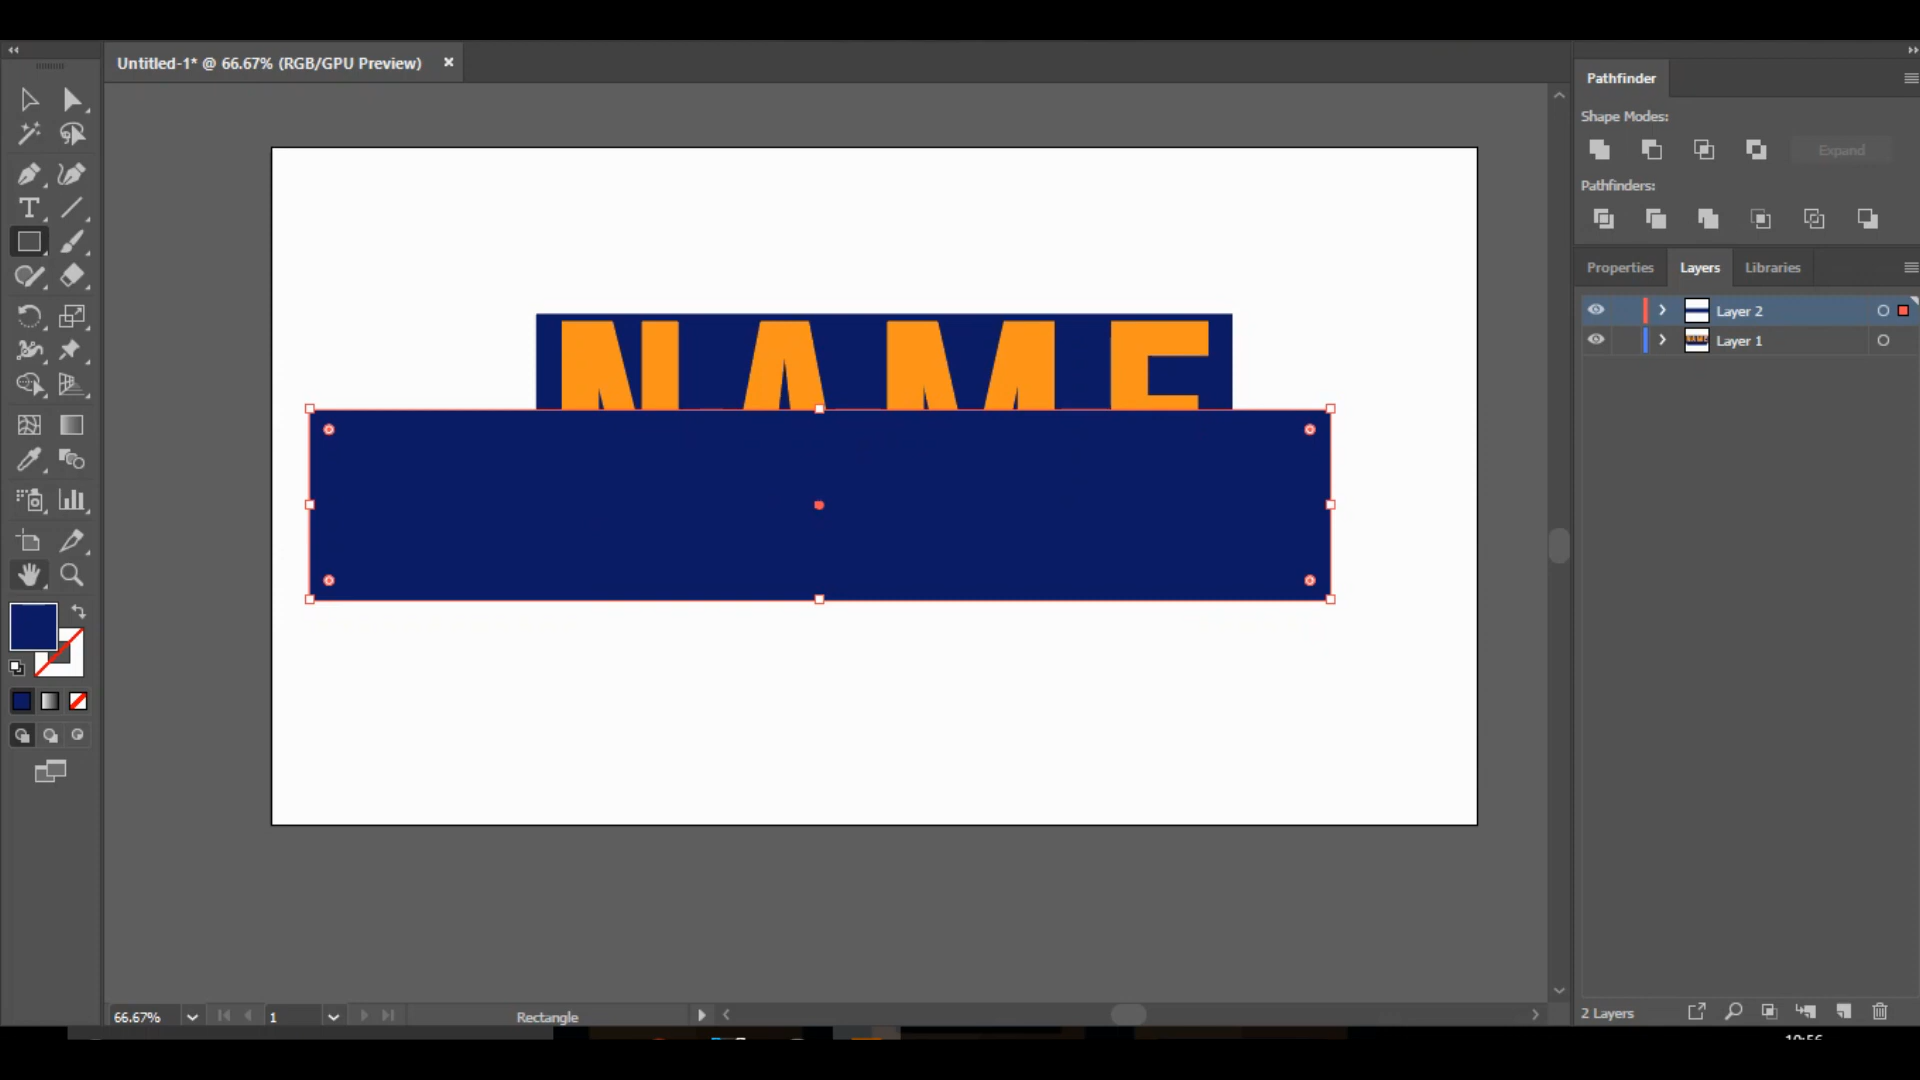 Untitled-1* @ 66.67% (RGB/GPU Preview)
Pathfinder
Shape Modes:
Expand
Pathfinders:
Properties Layers Libraries
Layer 2
Layer 1
NAME
66.67%
1
Rectangle
2 Layers